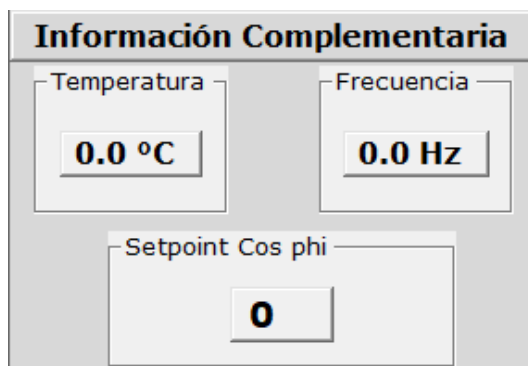 Información Complementaria
Temperatura
Frecuencia
0.0 ºC
0.0 Hz
Setpoint Cos phi
0